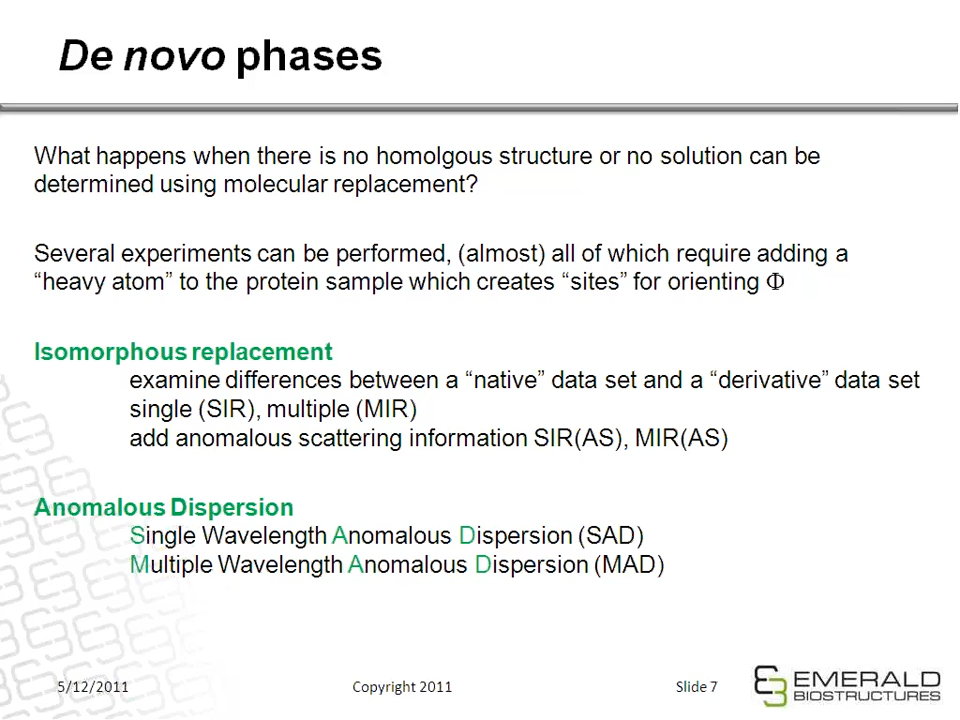 De novo phases
What happens when there is no homolgous structure or no solution can be
determined using molecular replacement?
Several experiments can be performed, (almost) all of which require adding a
“heavy atom” to the protein sample which creates “sites” for orienting Φ
Isomorphous replacement
examine differences between a “native” data set and a “derivative” data set
single (SIR), multiple (MIR)
add anomalous scattering information SIR(AS), MIR(AS)
Anomalous Dispersion
Single Wavelength Anomalous Dispersion (SAD)
Multiple Wavelength Anomalous Dispersion (MAD)
5/12/2011
Copyright 2011
Slide 7
EMERALD
BIOSTRUCTURES